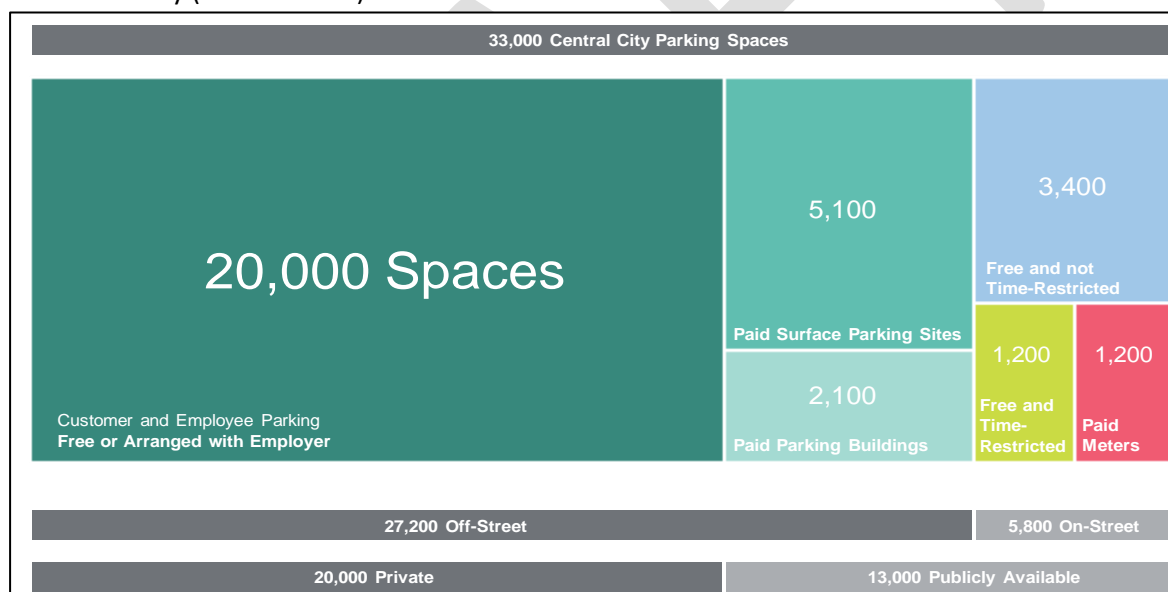 33,000 Central City Parking Spaces
20,000 Spaces
Customer and Employee Parking
Free or Arranged with Employer
5,100
Paid Surface Parking Sites
2,100
Paid Parking Buildings
3,400
Free and not
Time-Restricted
1,200
Free and
Time-
Restricted
1,200
Paid
Meters
27,200 Off-Street
5,800 On-Street
20,000 Private
13,000 Publicly Available